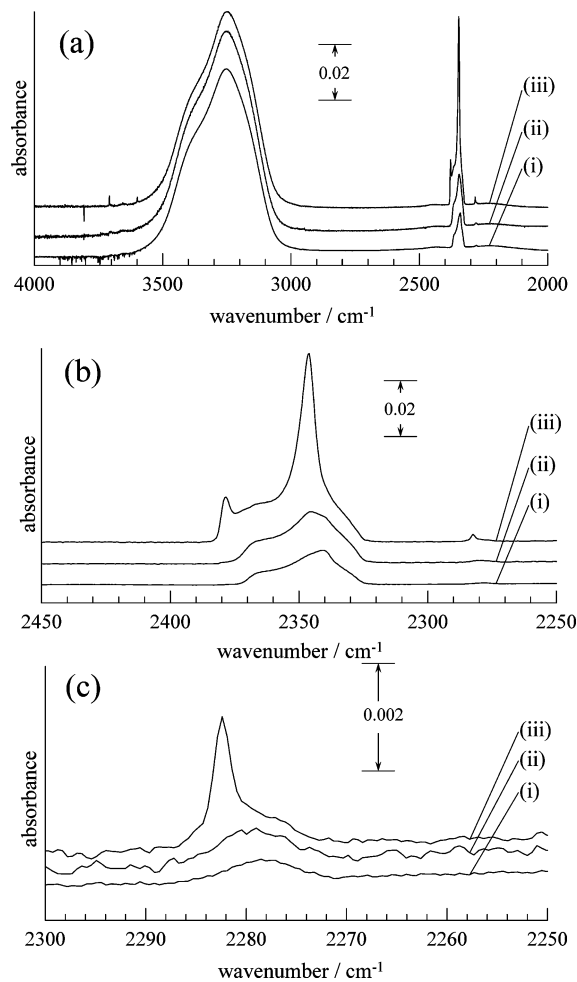 (a)
0.02
absorbance
(iii)
(ii)
(i)
4000 3500 3000 2500 2000
wavenumber / cm-1
(b)
0.02
absorbance
(iii)
(ii)
(i)
2450 2400 2350 2300 2250
wavenumber / cm-1
(c)
0.002
absorbance
(iii)
(ii)
(i)
2300 2290 2280 2270 2260 2250
wavenumber / cm-1